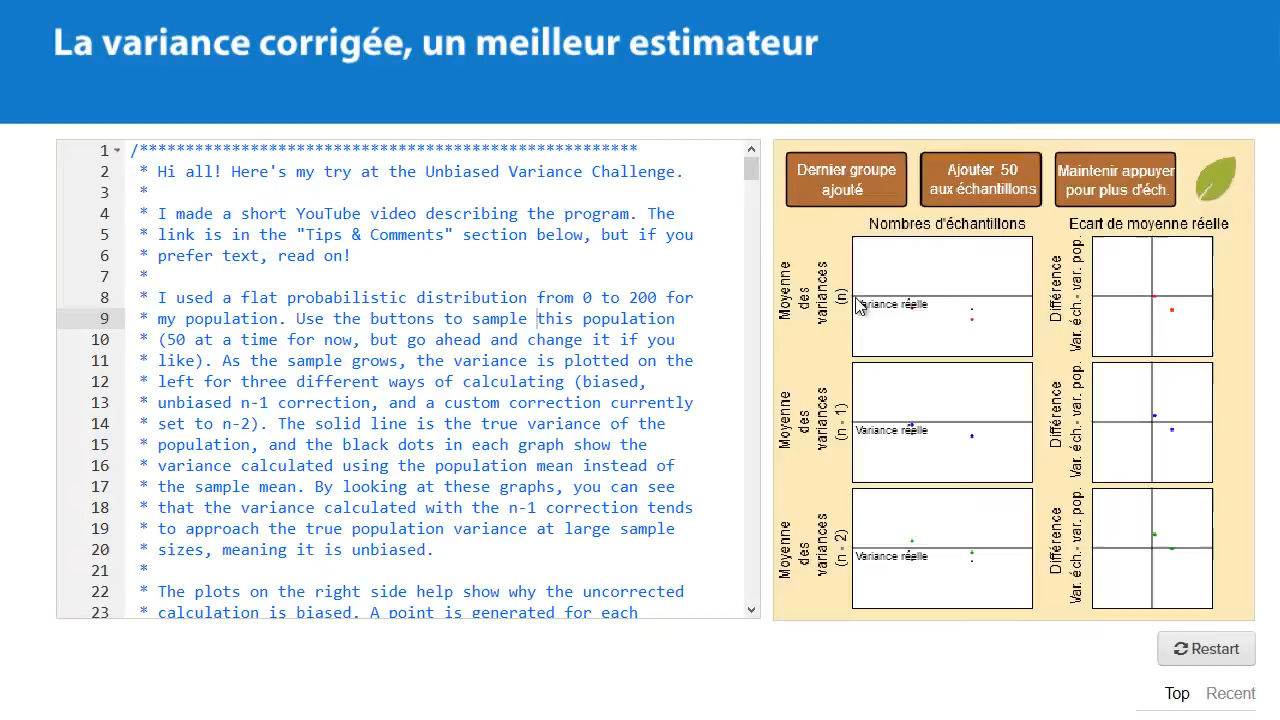 La variance corrigée, un meilleur estimateur
1 /******************************************************
2 * Hi all! Here's my try at the Unbiased Variance Challenge.
3 *
4 * I made a short YouTube video describing the program. The
5 * link is in the "Tips & Comments" section below, but if you
6 * prefer text, read on!
7 *
8 * I used a flat probabilistic distribution from 0 to 200 for
9 * my population. Use the buttons to sample this population
10 * (50 at a time for now, but go ahead and change it if you
11 * like). As the sample grows, the variance is plotted on the
12 * left for three different ways of calculating (biased,
13 * unbiased n-1 correction, and a custom correction currently
14 * set to n-2). The solid line is the true variance of the
15 * population, and the black dots in each graph show the
16 * variance calculated using the population mean instead of
17 * the sample mean. By looking at these graphs, you can see
18 * that the variance calculated with the n-1 correction tends
19 * to approach the true population variance at large sample
20 * sizes, meaning it is unbiased.
21 *
22 * The plots on the right side help show why the uncorrected
23 * calculation is biased. A point is generated for each
Dernier groupe
ajouté
Ajouter 50
aux échantillons
Maintenir appuyer
pour plus d'éch.
Nombres d'échantillons
Ecart de moyenne réelle
Moyenne
des
variances
(n)
Variance réelle
Différence
Var. éch.- var. pop.
Moyenne
des
variances
(n - 1)
Variance réelle
Différence
Var. éch.- var. pop.
Moyenne
des
variances
(n - 2)
Variance réelle
Différence
Var. éch.- var. pop.
Restart
Top Recent